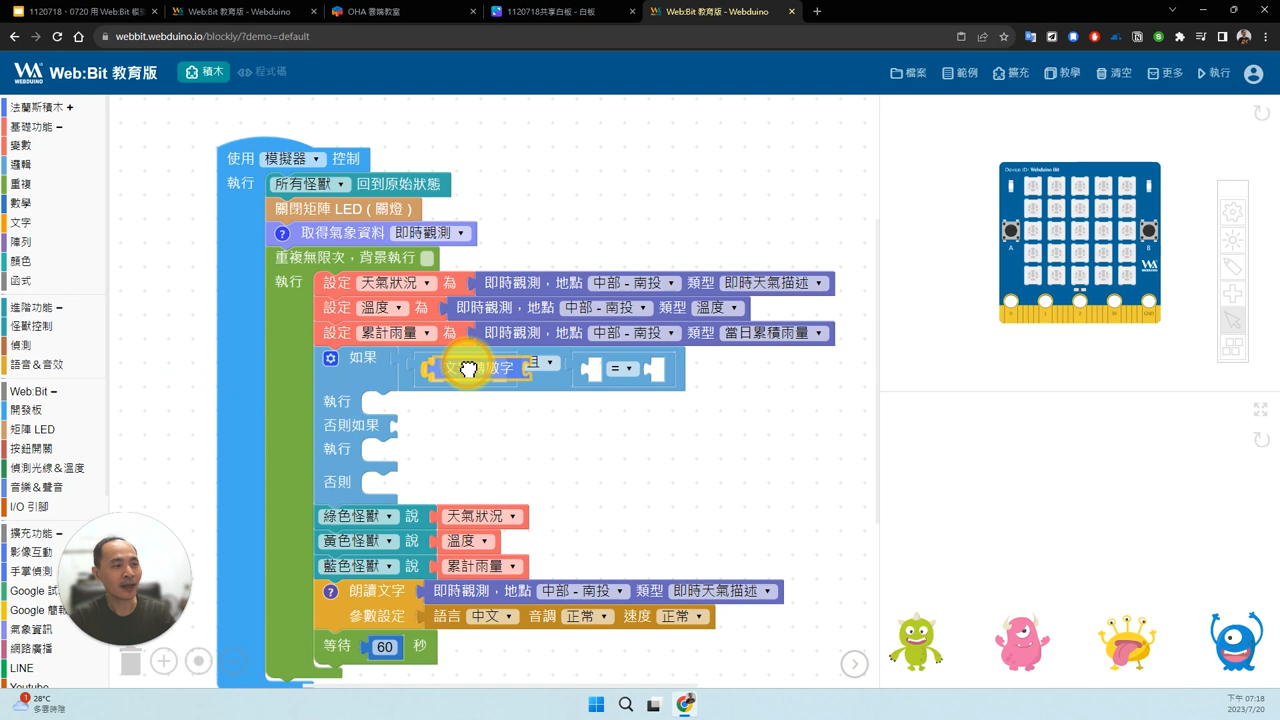 1120718 - 0720 用 Web:Bit 模
Web:Bit 教育版 - Webduino
OHA 雲端教室
1120718共享白板 - 白板
Web:Bit 教育版 - Webduino
webbit.webduino.io/blockly/?demo=default
WEBDUINO
Web:Bit 教育版
積木
程式碼
檔案
範例
擴充
教學
清空
更多
執行
法蘭斯積木
基礎功能
變數
邏輯
重複
數學
文字
陣列
顏色
函式
進階功能
怪獸控制
偵測
語音＆音效
Web:Bit
開發板
矩陣 LED
按鈕開關
偵測光線＆溫度
音樂＆聲音
I/O 引腳
擴充功能
影像互動
手掌偵測
Google 試
Google 簡報
氣象資訊
網路廣播
LINE
Youtube
使用 模擬器 控制
執行 所有怪獸 回到原始狀態
關閉矩陣 LED ( 關燈 )
? 取得氣象資料 即時觀測
重複無限次，背景執行
執行 設定 天氣狀況 為 即時觀測，地點 中部 - 南投 類型 即時天氣描述
設定 溫度 為 即時觀測，地點 中部 - 南投 類型 溫度
設定 累計雨量 為 即時觀測，地點 中部 - 南投 類型 當日累積雨量
如果 數字 且 =
執行
否則如果
執行
否則
綠色怪獸 說 天氣狀況
黃色怪獸 說 溫度
藍色怪獸 說 累計雨量
? 朗讀文字 即時觀測，地點 中部 - 南投 類型 即時天氣描述
參數設定 語言 中文 音調 正常 速度 正常
等待 60 秒
Device ID: Webduino Bit
A
B
28°C
多雲時陰
下午 07:18
2023/7/20